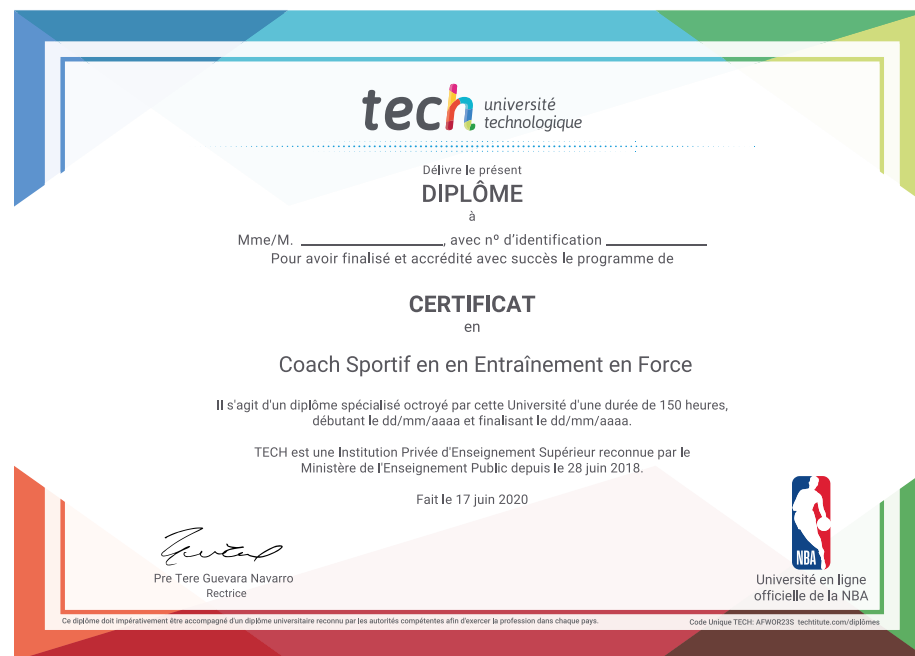 tech université
technologique
Délivre le présent
DIPLÔME
à
Mme/M. ____________________, avec nº d'identification ______________
Pour avoir finalisé et accrédité avec succès le programme de
CERTIFICAT
en
Coach Sportif en en Entraînement en Force
Il s'agit d'un diplôme spécialisé octroyé par cette Université d'une durée de 150 heures,
débutant le dd/mm/aaaa et finalisant le dd/mm/aaaa.
TECH est une Institution Privée d'Enseignement Supérieur reconnue par le
Ministère de l'Enseignement Public depuis le 28 juin 2018.
Fait le 17 juin 2020
Pre Tere Guevara Navarro
Rectrice
NBA
Université en ligne
officielle de la NBA
Ce diplôme doit impérativement être accompagné d'un diplôme universitaire reconnu par les autorités compétentes afin d'exercer la profession dans chaque pays.
Code Unique TECH: AFWOR23S techtitute.com/diplômes